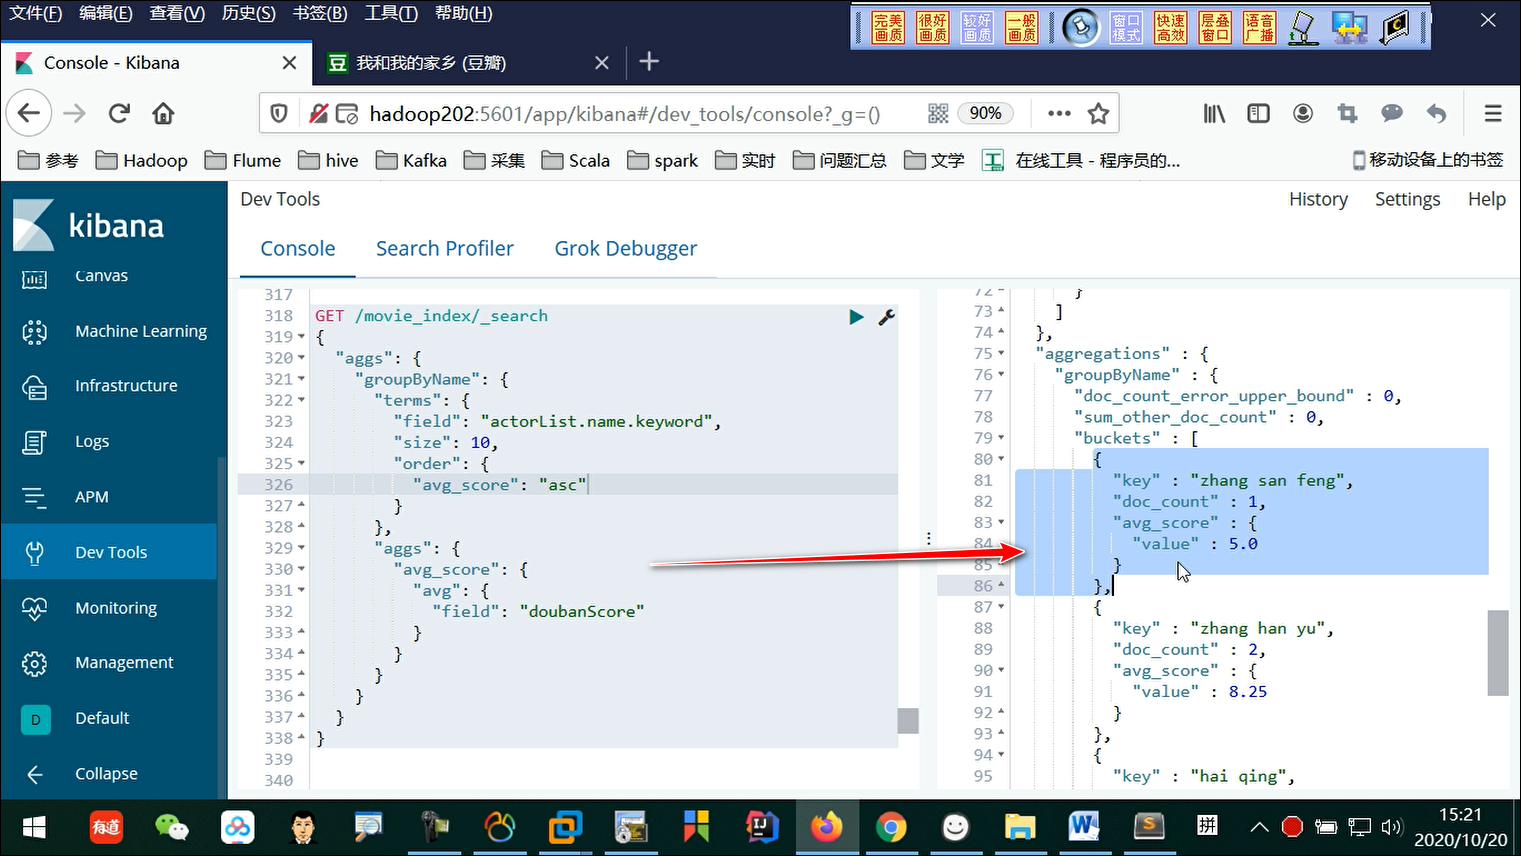 文件(F) 编辑(E) 查看(V) 历史(S) 书签(B) 工具(T) 帮助(H)
完美画质 很好画质 较好画质 一般画质 窗口模式 快速高效 层叠窗口 语音广播
Console - Kibana
豆 我和我的家乡 (豆瓣)
hadoop202:5601/app/kibana#/dev_tools/console?_g=()
90%
参考 Hadoop Flume hive Kafka 采集 Scala spark 实时 问题汇总 文学 工 在线工具 - 程序员的... 移动设备上的书签
kibana
Canvas
Machine Learning
Infrastructure
Logs
APM
Dev Tools
Monitoring
Management
D Default
Collapse
Dev Tools
History Settings Help
Console Search Profiler Grok Debugger
317
318 GET /movie_index/_search
319 {
320 "aggs": {
321 "groupByName": {
322 "terms": {
323 "field": "actorList.name.keyword",
324 "size": 10,
325 "order": {
326 "avg_score": "asc"
327 }
328 },
329 "aggs": {
330 "avg_score": {
331 "avg": {
332 "field": "doubanScore"
333 }
334 }
335 }
336 }
337 }
338 }
339
340
72 }
73 ]
74 },
75 "aggregations" : {
76 "groupByName" : {
77 "doc_count_error_upper_bound" : 0,
78 "sum_other_doc_count" : 0,
79 "buckets" : [
80 {
81 "key" : "zhang san feng",
82 "doc_count" : 1,
83 "avg_score" : {
84 "value" : 5.0
85 }
86 },
87 {
88 "key" : "zhang han yu",
89 "doc_count" : 2,
90 "avg_score" : {
91 "value" : 8.25
92 }
93 },
94 {
95 "key" : "hai qing",
有道
IJ
W
S
拼
15:21
2020/10/20